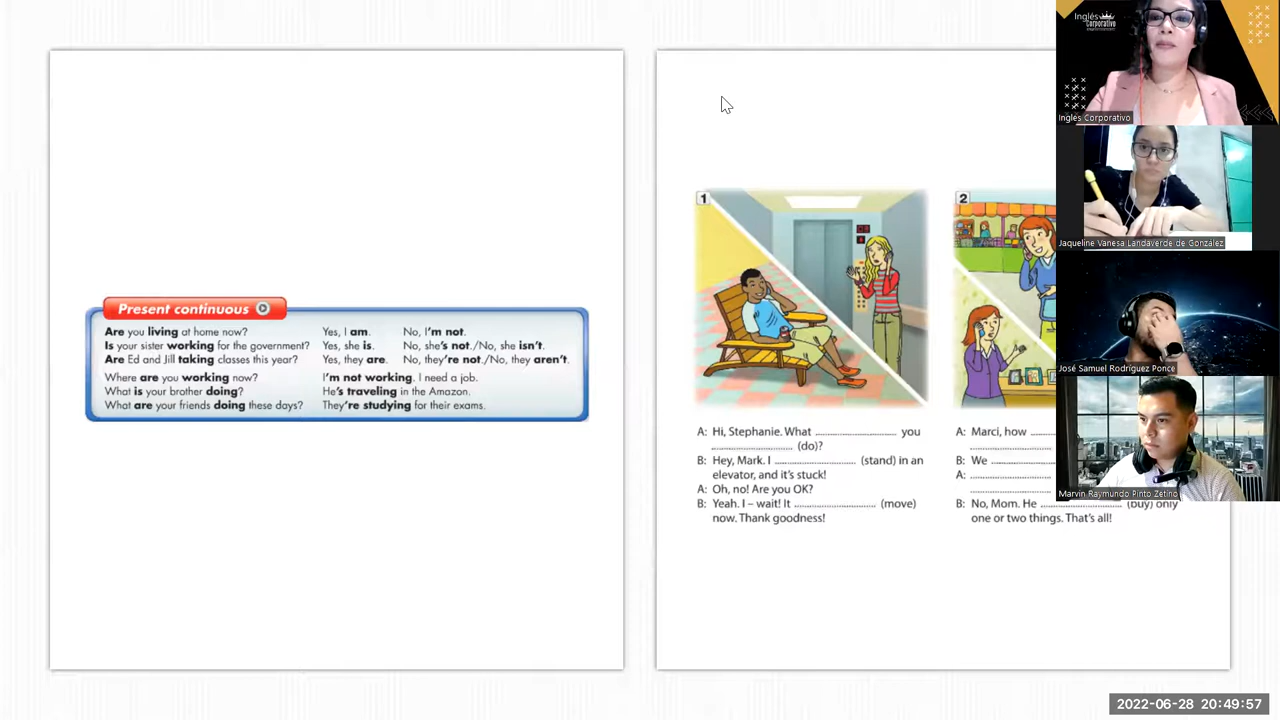 Present continuous
Are you living at home now? Yes, I am. No, I'm not.
Is your sister working for the government? Yes, she is. No, she's not./No, she isn't.
Are Ed and Jill taking classes this year? Yes, they are. No, they're not./No, they aren't.
Where are you working now? I'm not working. I need a job.
What is your brother doing? He's traveling in the Amazon.
What are your friends doing these days? They're studying for their exams.
1
A: Hi, Stephanie. What ........................ you
........................ (do)?
B: Hey, Mark. I ........................ (stand) in an
elevator, and it's stuck!
A: Oh, no! Are you OK?
B: Yeah. I – wait! It ........................ (move)
now. Thank goodness!
2
A: Marci, how ........
........................
B: We ........................
A: ........................
........................
B: No, Mom. He ........................ (buy) only
one or two things. That's all!
Inglés
Corporativo
Inglés Corporativo
Jaqueline Vanesa Landaverde de González
José Samuel Rodríguez Ponce
Marvin Raymundo Pinto Zetino
2022-06-28 20:49:57